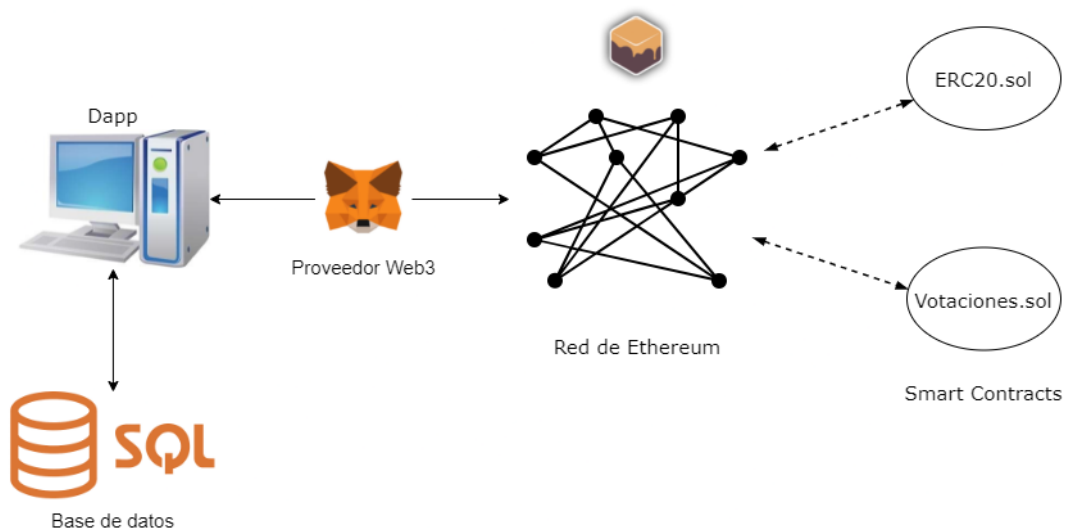 Dapp
Proveedor Web3
Red de Ethereum
ERC20.sol
Votaciones.sol
Smart Contracts
SQL
Base de datos